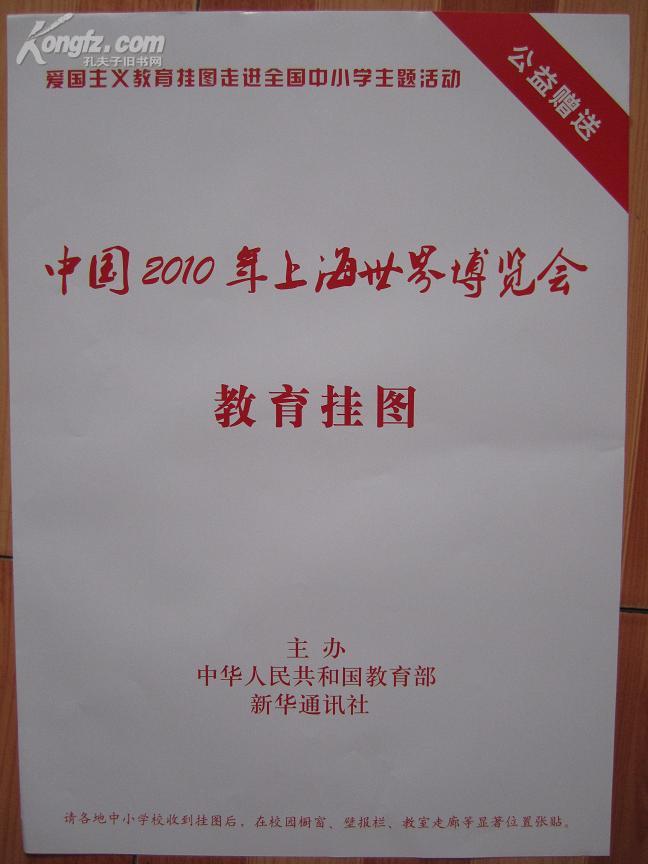 Kongfz.com
孔夫子旧书网
公益赠送
爱国主义教育挂图走进全国中小学主题活动
中国2010年上海世界博览会
教育挂图
主办
中华人民共和国教育部
新华通讯社
请各地中小学校收到挂图后，在校园橱窗、壁报栏、教室走廊等显著位置张贴。